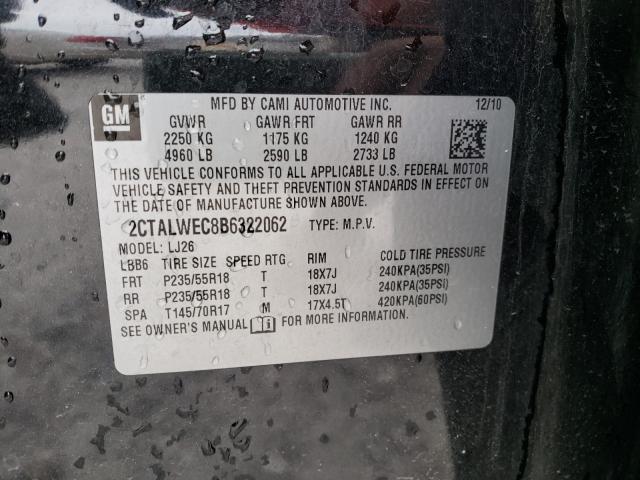 GM MFD BY CAMI AUTOMOTIVE INC. 12/10
GVWR GAWR FRT GAWR RR
2250 KG 1175 KG 1240 KG
4960 LB 2590 LB 2733 LB
THIS VEHICLE CONFORMS TO ALL APPLICABLE U.S. FEDERAL MOTOR
VEHICLE SAFETY AND THEFT PREVENTION STANDARDS IN EFFECT ON
THE DATE OF MANUFACTURE SHOWN ABOVE.
2CTALWEC8B6322062 TYPE: M.P.V.
MODEL: LJ26
LBB6 TIRE SIZE SPEED RTG RIM COLD TIRE PRESSURE
FRT P235/55R18 T 18X7J 240KPA(35PSI)
RR P235/55R18 T 18X7J 240KPA(35PSI)
SPA T145/70R17 M 17X4.5T 420KPA(60PSI)
SEE OWNER'S MANUAL FOR MORE INFORMATION.